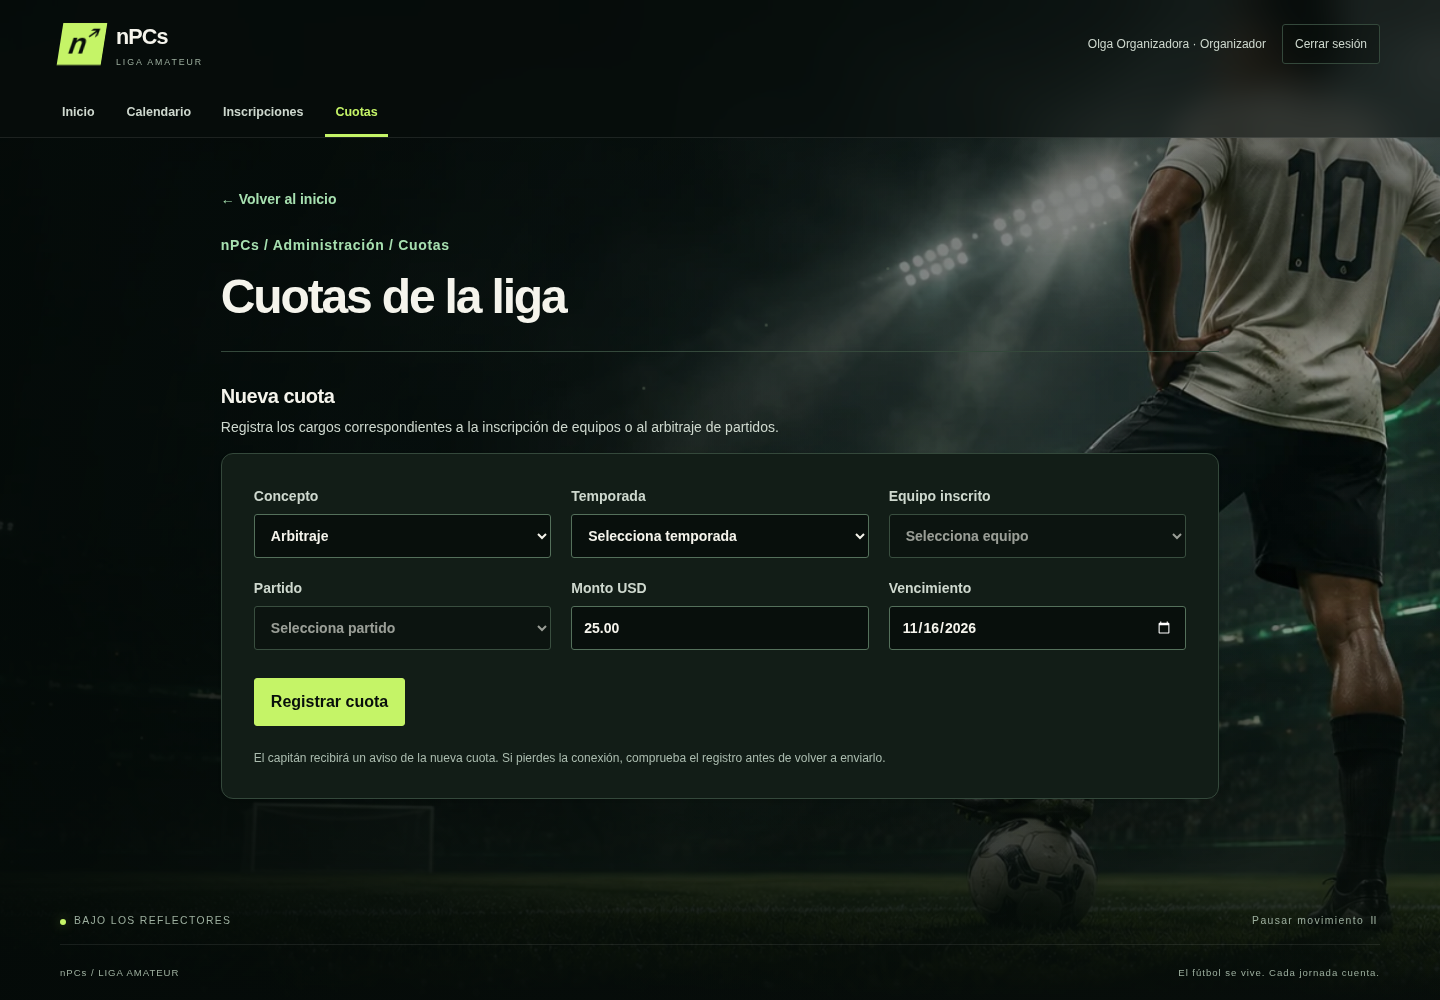 n nPCs
LIGA AMATEUR
Olga Organizadora · Organizador
Cerrar sesión
Inicio
Calendario
Inscripciones
Cuotas
10
← Volver al inicio
nPCs / Administración / Cuotas
Cuotas de la liga
Nueva cuota
Registra los cargos correspondientes a la inscripción de equipos o al arbitraje de partidos.
Concepto
Arbitraje
Temporada
Selecciona temporada
Equipo inscrito
Selecciona equipo
Partido
Selecciona partido
Monto USD
25.00
Vencimiento
11/16/2026
Registrar cuota
El capitán recibirá un aviso de la nueva cuota. Si pierdes la conexión, comprueba el registro antes de volver a enviarlo.
BAJO LOS REFLECTORES
Pausar movimiento
nPCs / LIGA AMATEUR
El fútbol se vive. Cada jornada cuenta.